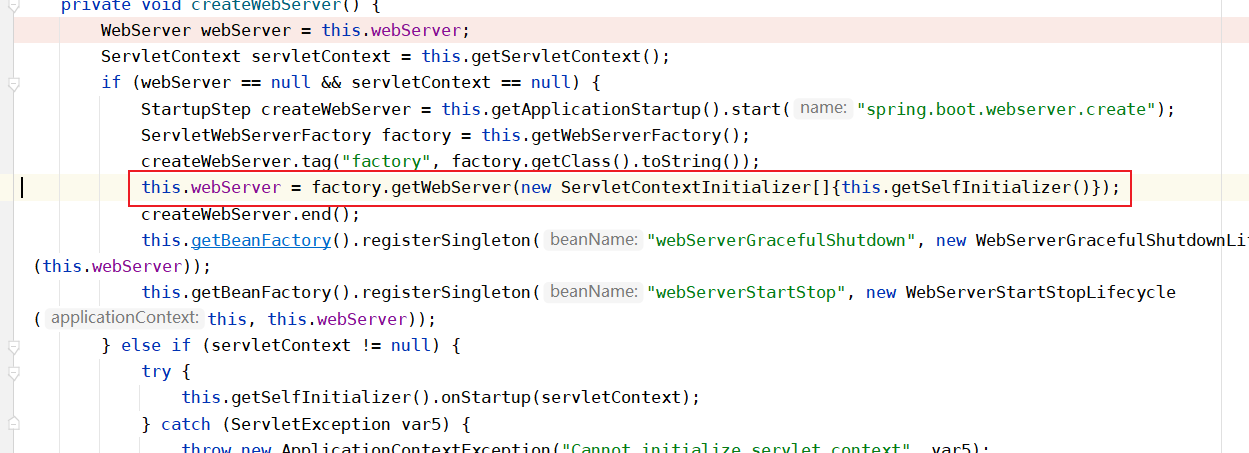 private void createWebServer() {
WebServer webServer = this.webServer;
ServletContext servletContext = this.getServletContext();
if (webServer == null && servletContext == null) {
StartupStep createWebServer = this.getApplicationStartup().start( name: "spring.boot.webserver.create");
ServletWebServerFactory factory = this.getWebServerFactory();
createWebServer.tag("factory", factory.getClass().toString());
this.webServer = factory.getWebServer(new ServletContextInitializer[]{this.getSelfInitializer()});
createWebServer.end();
this.getBeanFactory().registerSingleton( beanName: "webServerGracefulShutdown", new WebServerGracefulShutdownLi
(this.webServer));
this.getBeanFactory().registerSingleton( beanName: "webServerStartStop", new WebServerStartStopLifecycle
( applicationContext: this, this.webServer));
} else if (servletContext != null) {
try {
this.getSelfInitializer().onStartup(servletContext);
} catch (ServletException var5) {
throw new ApplicationContextException("Cannot initialize servlet context", var5);